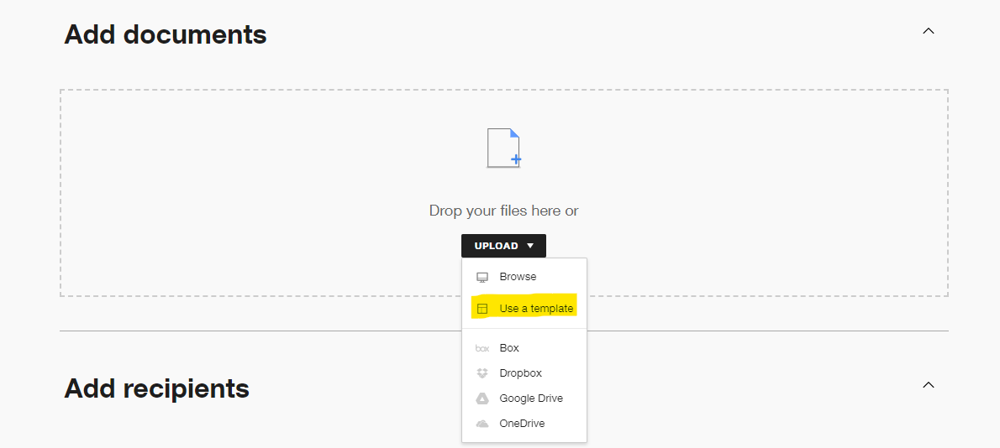 Add documents
Drop your files here or
UPLOAD
Browse
Use a template
box Box
Dropbox
Google Drive
OneDrive
Add recipients